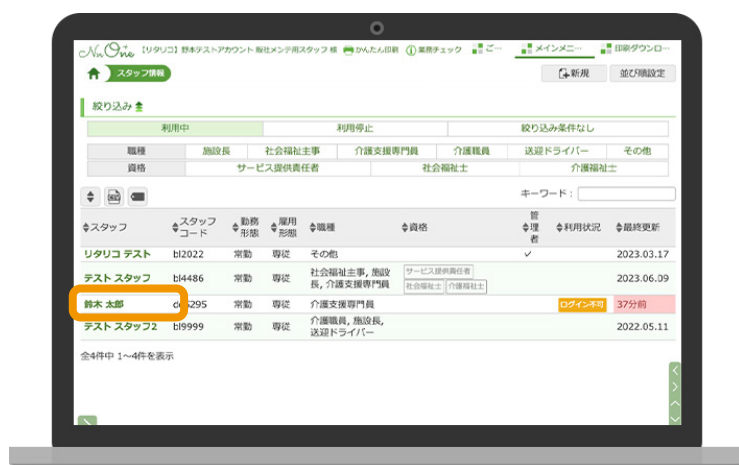 NuOne 【リタリコ】野本テストアカウント 販社メンテ用スタッフ 様 かんたん印刷 業務チェック ご… メインメニ… 印刷ダウンロ…
スタッフ情報 新規 並び順設定
絞り込み
利用中 利用停止 絞り込み条件なし
職種 施設長 社会福祉主事 介護支援専門員 介護職員 送迎ドライバー その他
資格 サービス提供責任者 社会福祉士 介護福祉士
キーワード：
スタッフ スタッフコード 勤務形態 雇用形態 職種 資格 管理者 利用状況 最終更新
リタリコ テスト bl2022 常勤 専従 その他 ✓ 2023.03.17
テスト スタッフ bl4486 常勤 専従 社会福祉主事, 施設長, 介護支援専門員 サービス提供責任者 社会福祉士 介護福祉士 2023.06.09
鈴木 太郎 常勤 専従 介護支援専門員 ログイン不可 37分前
テスト スタッフ2 bl9999 常勤 専従 介護職員, 施設長, 送迎ドライバー 2022.05.11
全4件中 1～4件を表示